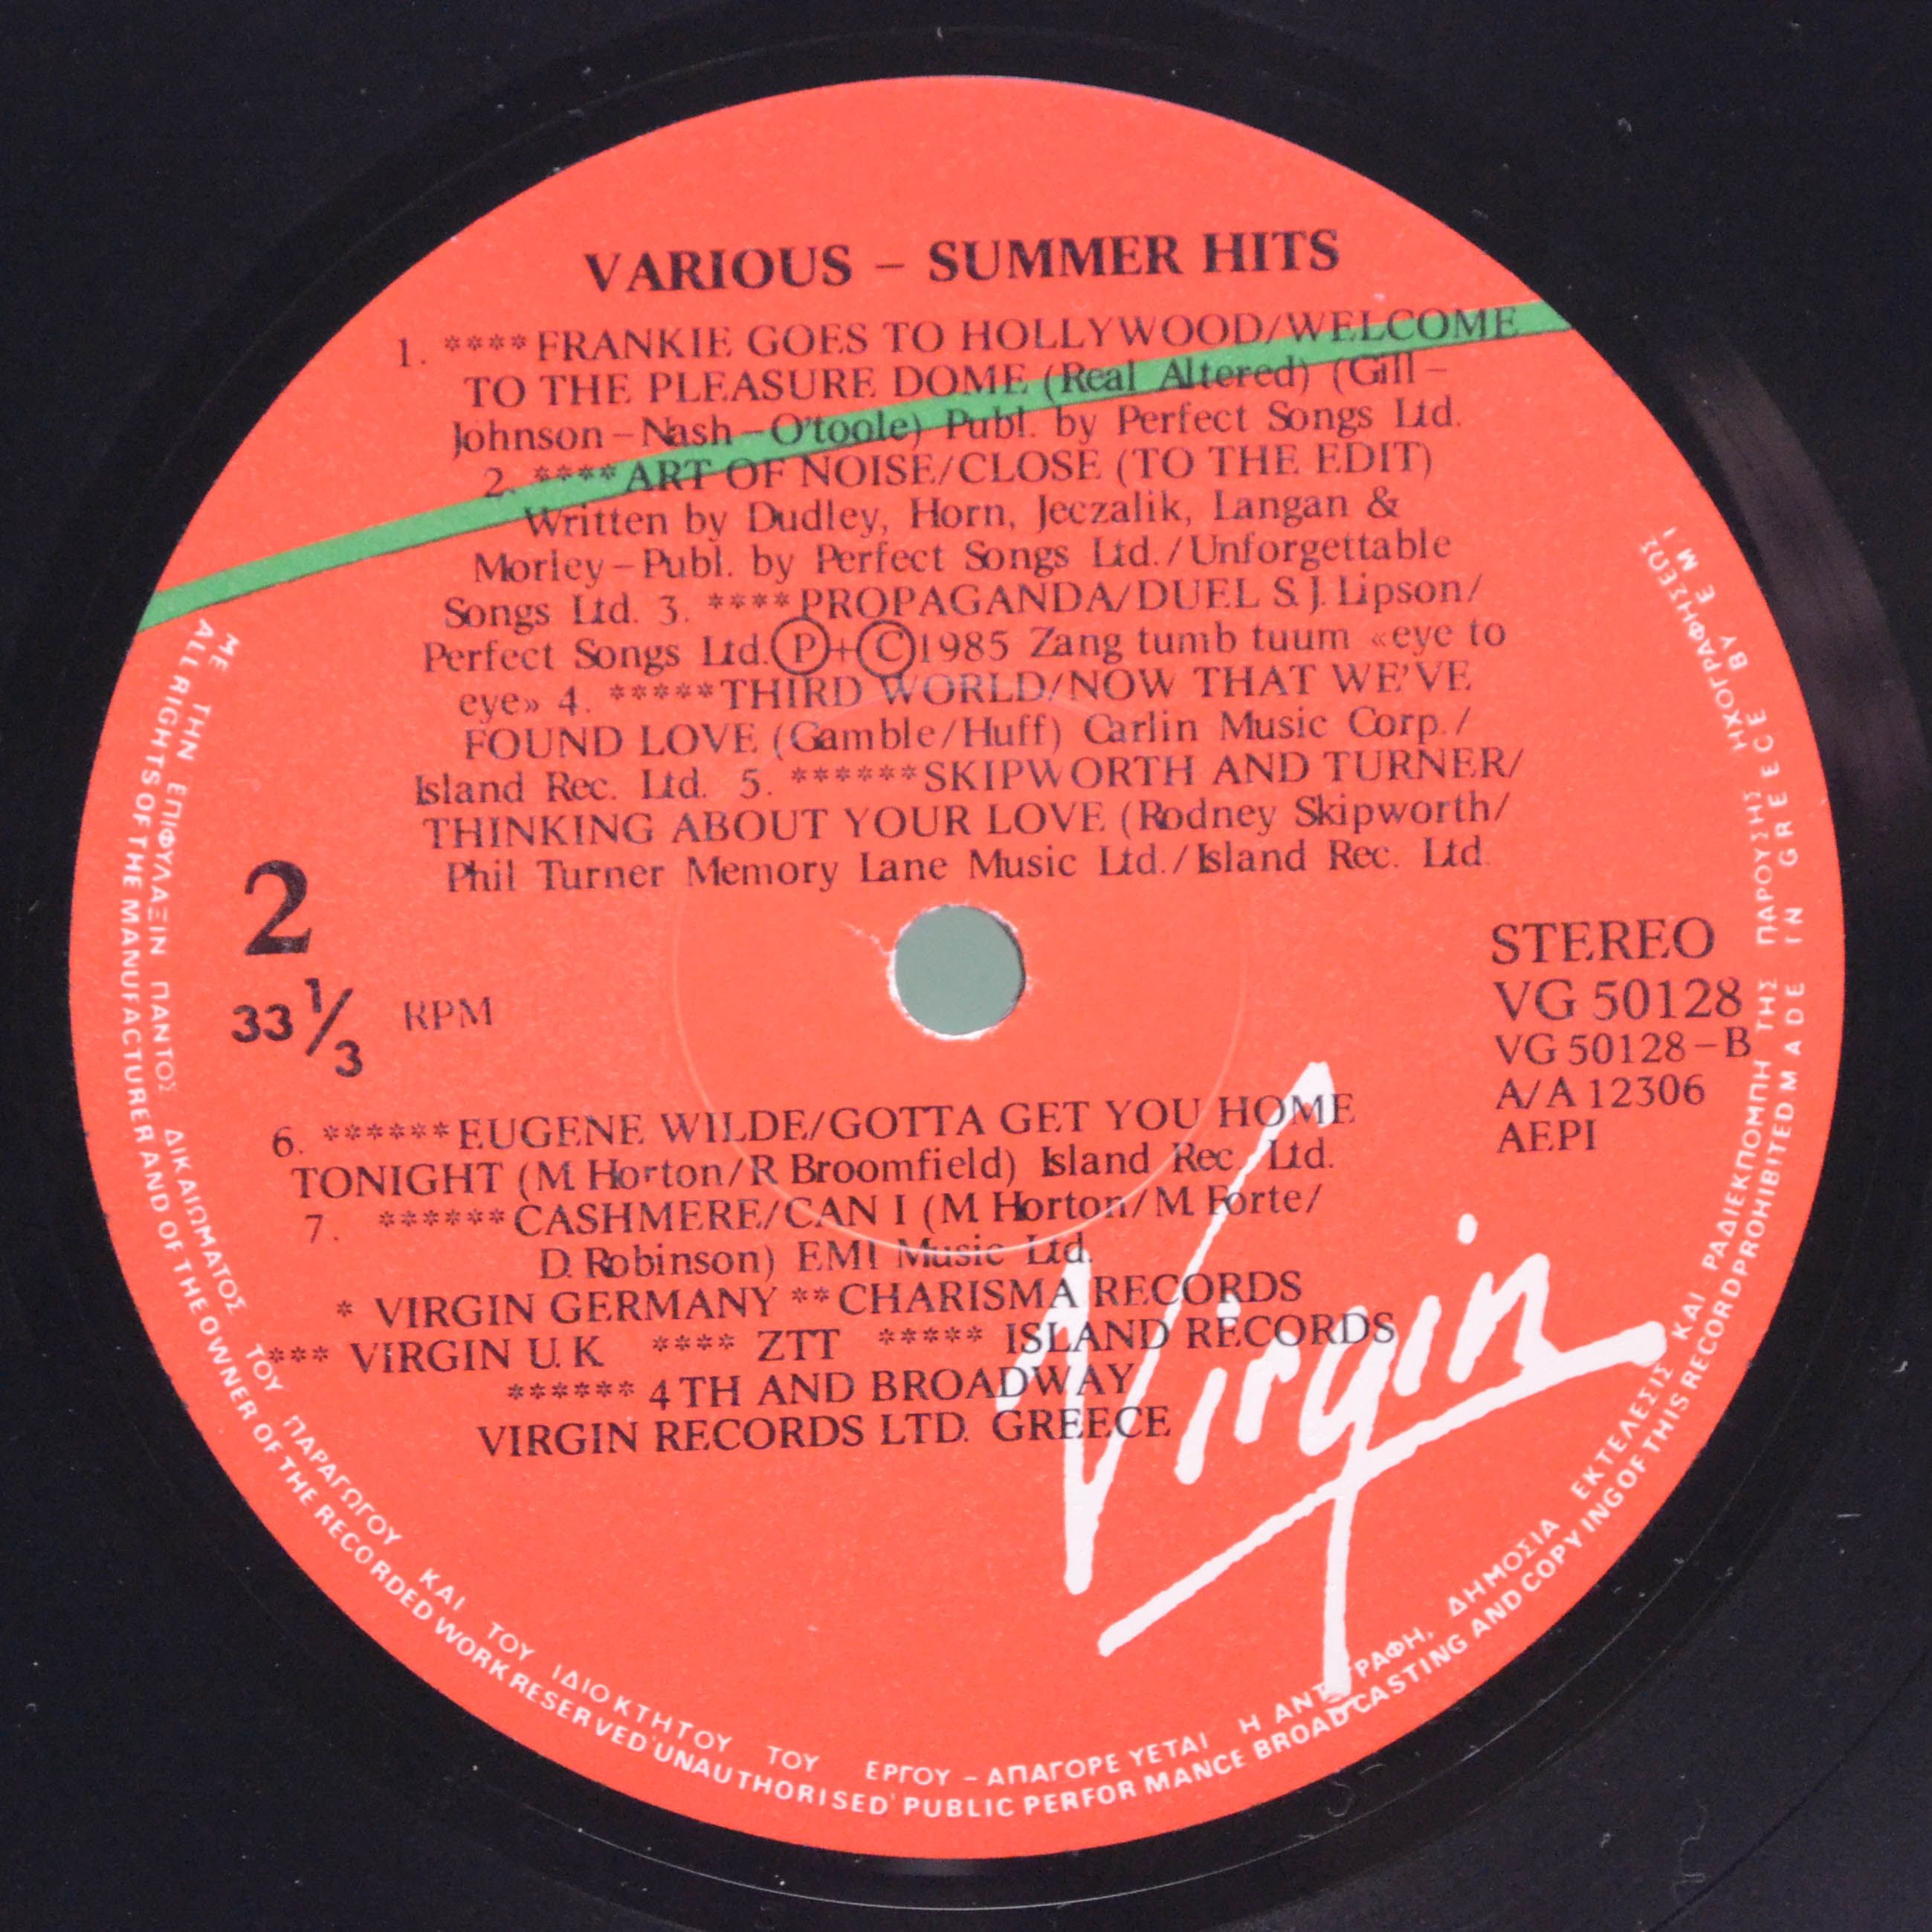 VARIOUS – SUMMER HITS
1. ****FRANKIE GOES TO HOLLYWOOD/WELCOME
TO THE PLEASURE DOME (Real Altered) (Gill–
Johnson–Nash–O'toole) Publ. by Perfect Songs Ltd.
2. ****ART OF NOISE/CLOSE (TO THE EDIT)
Written by Dudley, Horn, Jeczalik, Langan &
Morley–Publ. by Perfect Songs Ltd./Unforgettable
Songs Ltd. 3. ****PROPAGANDA/DUEL S.J. Lipson/
Perfect Songs Ltd.Ⓟ+©1985 Zang tumb tuum «eye to
eye» 4. *****THIRD WORLD/NOW THAT WE'VE
FOUND LOVE (Gamble/Huff) Carlin Music Corp./
Island Rec. Ltd. 5. ******SKIPWORTH AND TURNER/
THINKING ABOUT YOUR LOVE (Rodney Skipworth/
Phil Turner Memory Lane Music Ltd./Island Rec. Ltd.
2
33 1/3 RPM
STEREO
VG 50128
VG 50128–B
A/A 12306
AEPI
6. ******EUGENE WILDE/GOTTA GET YOU HOME
TONIGHT (M. Horton/R Broomfield) Island Rec. Ltd.
7. ******CASHMERE/CAN I (M. Horton/M. Forte/
D. Robinson) EMI Music Ltd.
* VIRGIN GERMANY **CHARISMA RECORDS
*** VIRGIN U.K **** ZTT ***** ISLAND RECORDS
****** 4TH AND BROADWAY
VIRGIN RECORDS LTD. GREECE
Virgin
ΜΕ ΤΗΝ ΕΠΙΦΥΛΑΞΙΝ ΠΑΝΤΟΣ ΔΙΚΑΙΩΜΑΤΟΣ ΤΟΥ ΠΑΡΑΓΩΓΟΥ ΚΑΙ ΤΟΥ ΙΔΙΟΚΤΗΤΟΥ ΤΟΥ ΕΡΓΟΥ – ΑΠΑΓΟΡΕΥΕΤΑΙ Η ΑΝΤΙΓΡΑΦΗ, ΔΗΜΟΣΙΑ ΕΚΤΕΛΕΣΙΣ ΚΑΙ ΡΑΔΙΕΚΠΟΜΠΗ ΤΗΣ ΠΑΡΟΥΣΗΣ ΗΧΟΓΡΑΦΗΣΕΩΣ
ALL RIGHTS OF THE MANUFACTURER AND OF THE OWNER OF THE RECORDED WORK RESERVED UNAUTHORISED PUBLIC PERFORMANCE BROADCASTING AND COPYING OF THIS RECORD PROHIBITED. MADE IN GREECE BY EMI